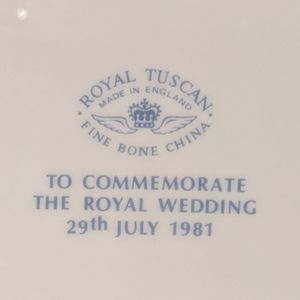 · ROYAL TUSCAN ·
MADE IN ENGLAND
FINE BONE CHINA
TO COMMEMORATE
THE ROYAL WEDDING
29th JULY 1981